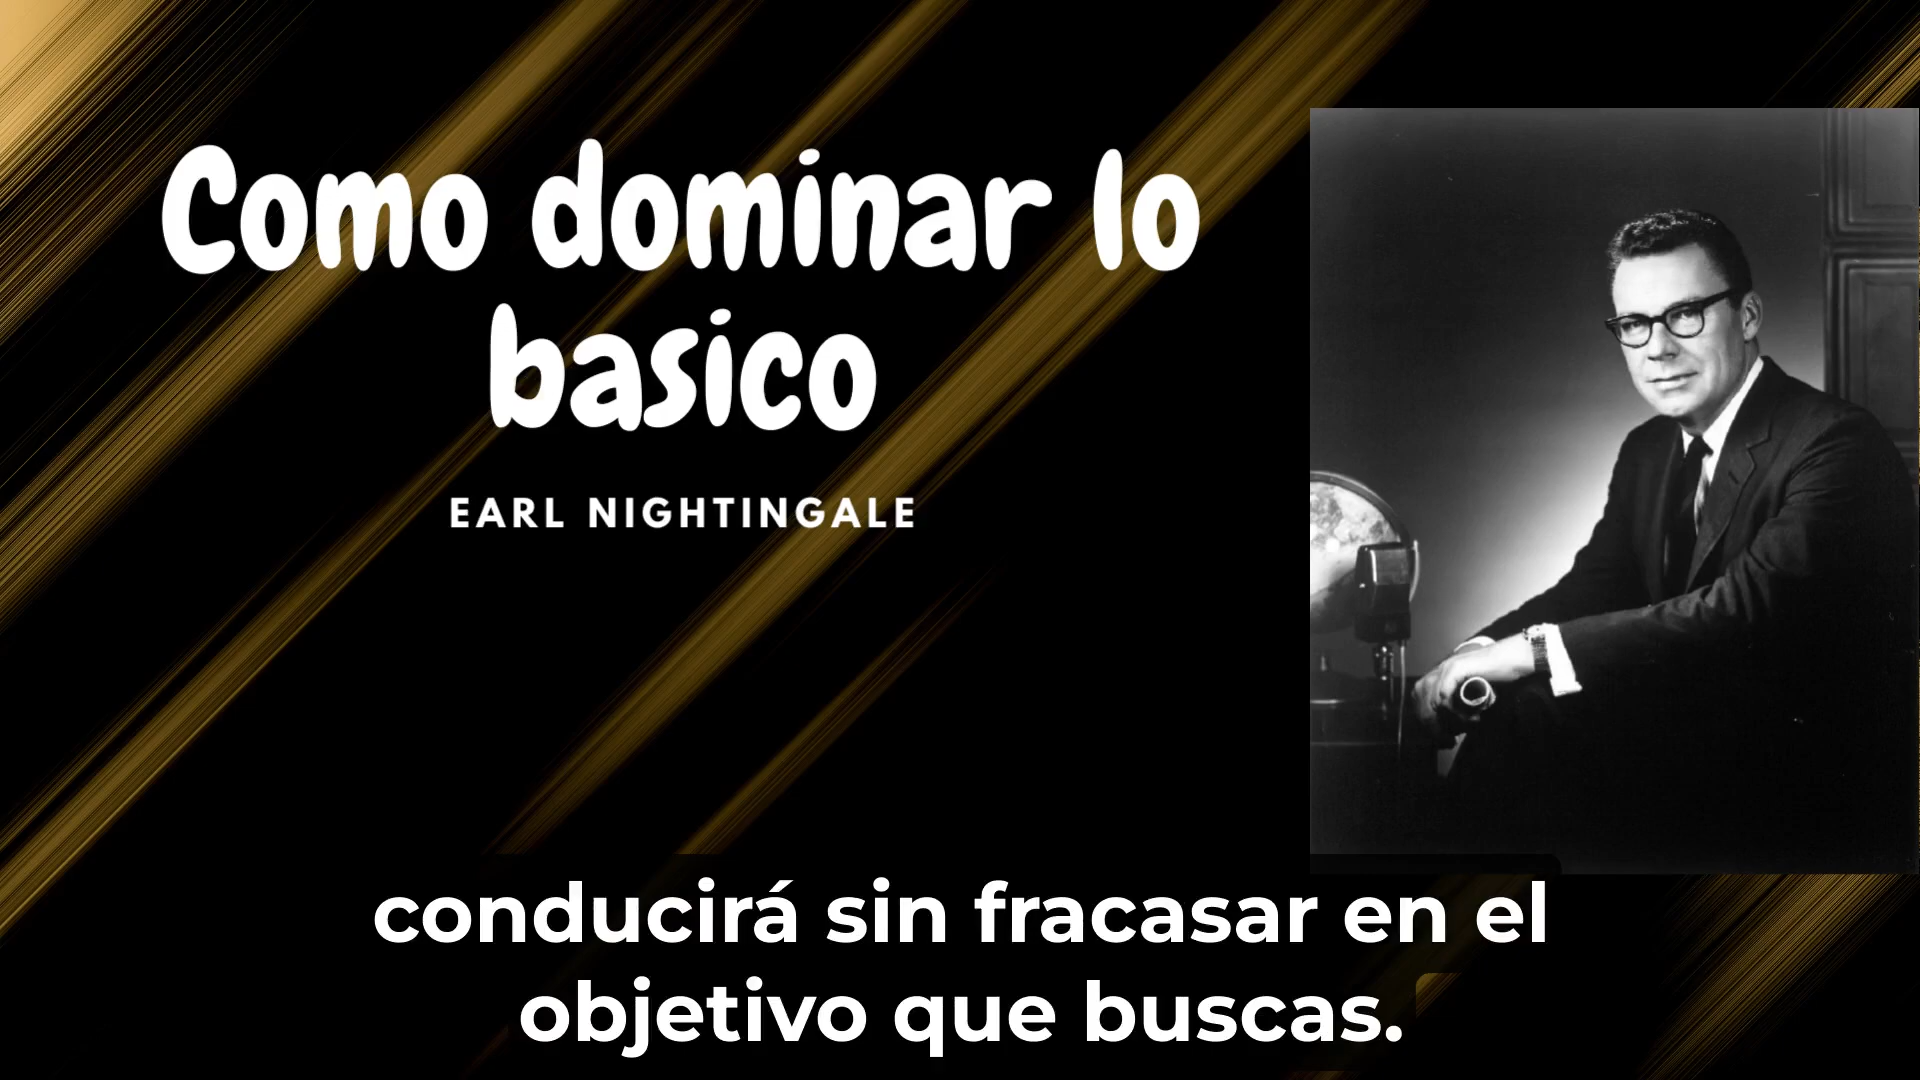 Como dominar lo
basico
EARL NIGHTINGALE
conducirá sin fracasar en el
objetivo que buscas.